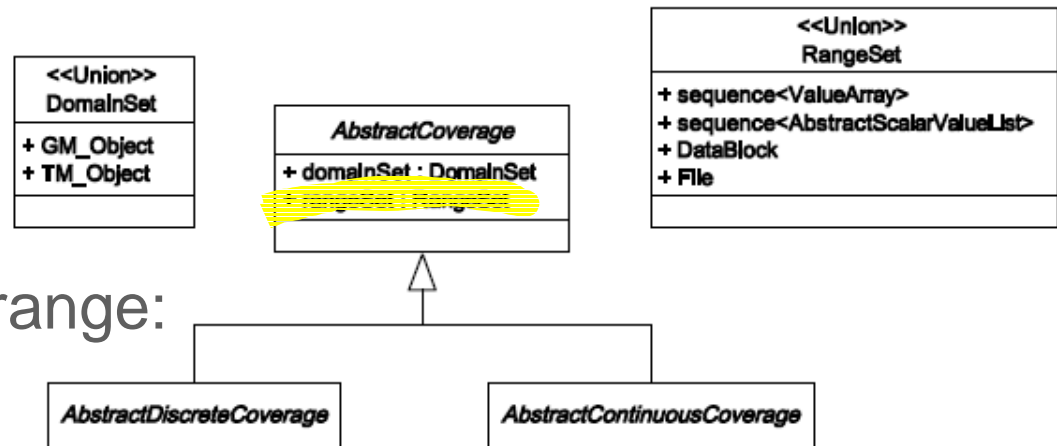 <<Union>>
DomainSet
+ GM_Object
+ TM_Object
AbstractCoverage
+ domainSet : DomainSet
<<Union>>
RangeSet
+ sequence<ValueArray>
+ sequence<AbstractScalarValueList>
+ DataBlock
+ File
range:
AbstractDiscreteCoverage
AbstractContinuousCoverage